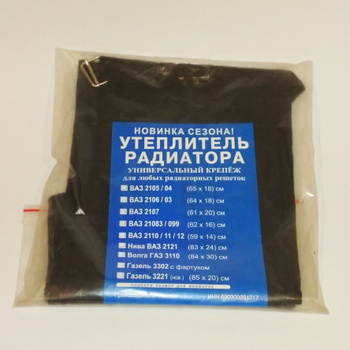 НОВИНКА СЕЗОНА!
УТЕПЛИТЕЛЬ
РАДИАТОРА
УНИВЕРСАЛЬНЫЙ КРЕПЁЖ
для любых радиаторных решеток
ВАЗ 2105 / 04 (65 x 18) см
ВАЗ 2106 / 03 (64 x 18) см
ВАЗ 2107 (61 x 20) см
ВАЗ 21083 / 099 (62 x 16) см
ВАЗ 2110 / 11 / 12 (59 x 14) см
Нива ВАЗ 2121 (83 x 24) см
Волга ГАЗ 3110 (84 x 30) см
Газель 3302 с фартуком
Газель 3221 (нов.) (85 x 20) см
ИНН